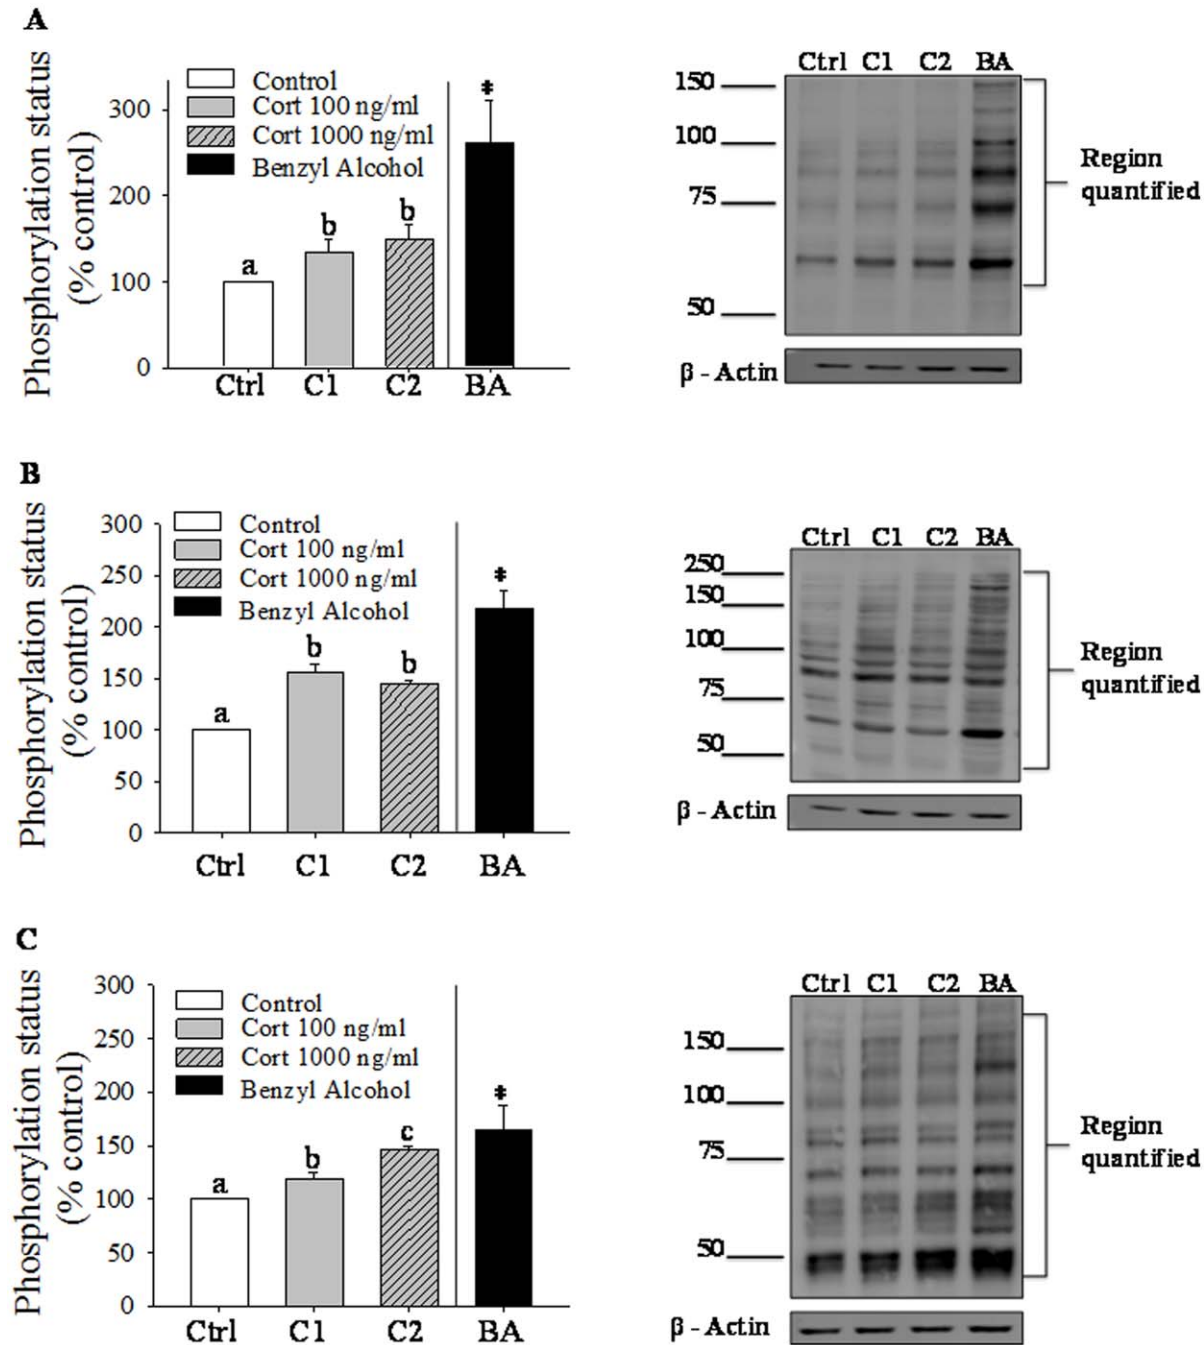 A
Phosphorylation status
(% control)
300
200
100
0
Control
Cort 100 ng/ml
Cort 1000 ng/ml
Benzyl Alcohol
a
b
b
‡
Ctrl
C1
C2
BA
Ctrl C1 C2 BA
150
100
75
50
Region
quantified
β - Actin
B
Phosphorylation status
(% control)
300
250
200
150
100
50
0
Control
Cort 100 ng/ml
Cort 1000 ng/ml
Benzyl Alcohol
a
b
b
‡
Ctrl
C1
C2
BA
Ctrl C1 C2 BA
250
150
100
75
50
Region
quantified
β - Actin
C
Phosphorylation status
(% control)
300
250
200
150
100
50
0
Control
Cort 100 ng/ml
Cort 1000 ng/ml
Benzyl Alcohol
a
b
c
‡
Ctrl
C1
C2
BA
Ctrl C1 C2 BA
150
100
75
50
Region
quantified
β - Actin